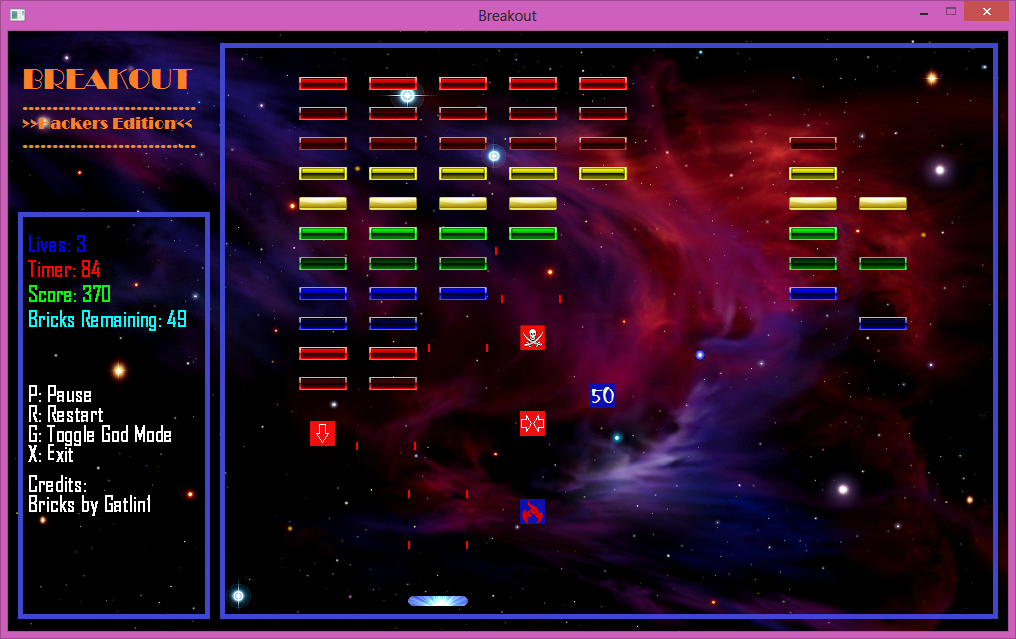 Breakout
BREAKOUT
-----------------------------
>>Packers Edition<<
-----------------------------
Lives: 3
Timer: 84
Score: 370
Bricks Remaining: 49
P: Pause
R: Restart
G: Toggle God Mode
X: Exit
Credits:
Bricks by Gatlin1
50